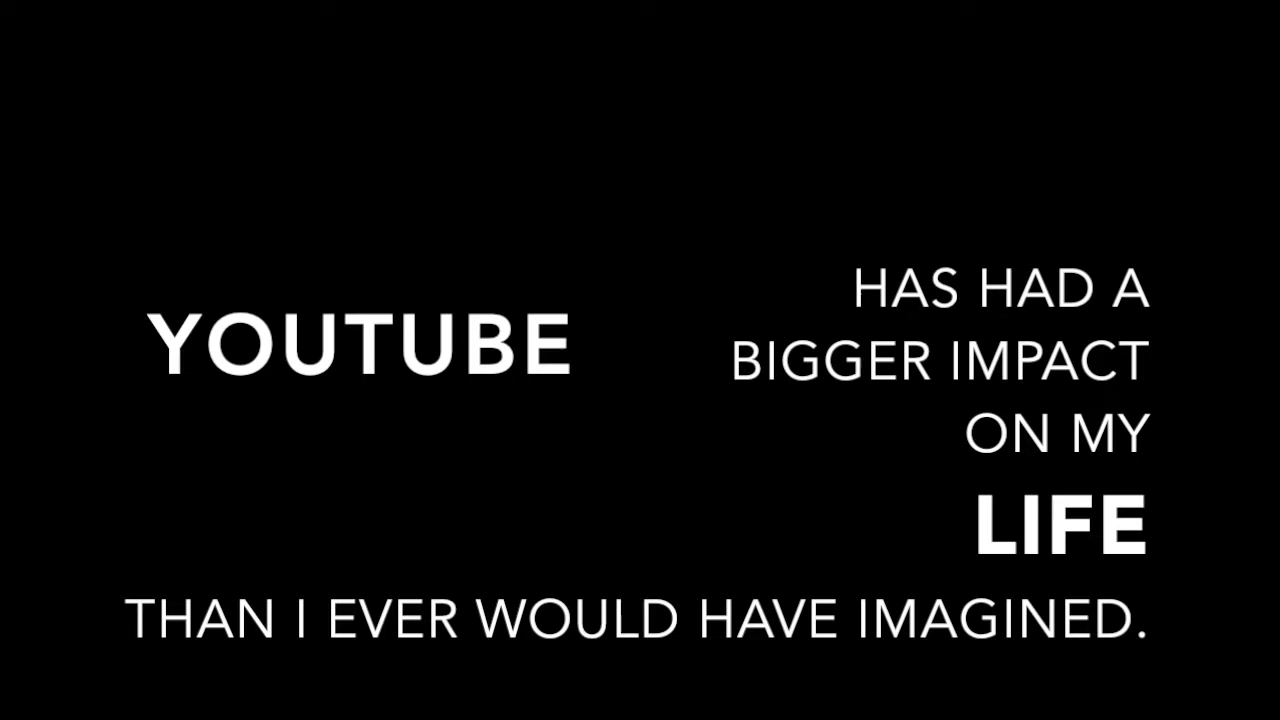 YOUTUBE
HAS HAD A
BIGGER IMPACT
ON MY
LIFE
THAN I EVER WOULD HAVE IMAGINED.